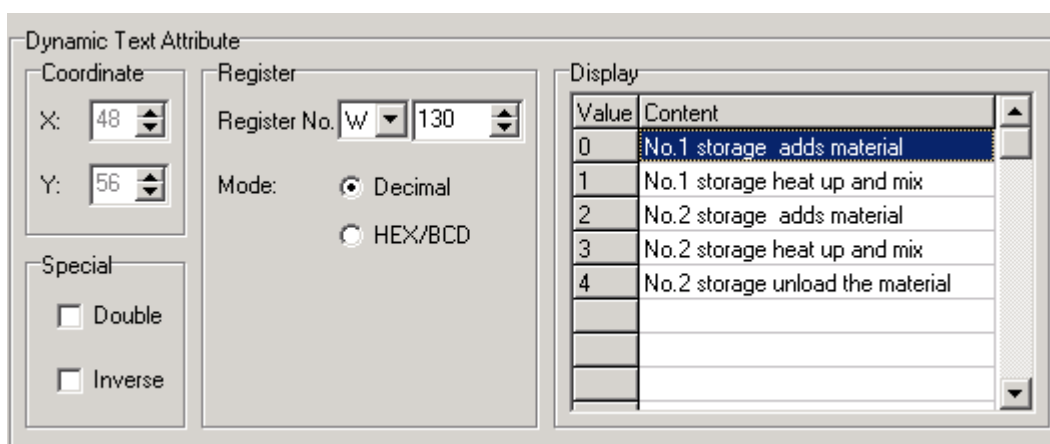 Dynamic Text Attribute
Coordinate
X: 48
Y: 56
Special
Double
Inverse
Register
Register No. W 130
Mode: Decimal
HEX/BCD
Display
Value Content
0 No.1 storage  adds material
1 No.1 storage heat up and mix
2 No.2 storage  adds material
3 No.2 storage heat up and mix
4 No.2 storage unload the material